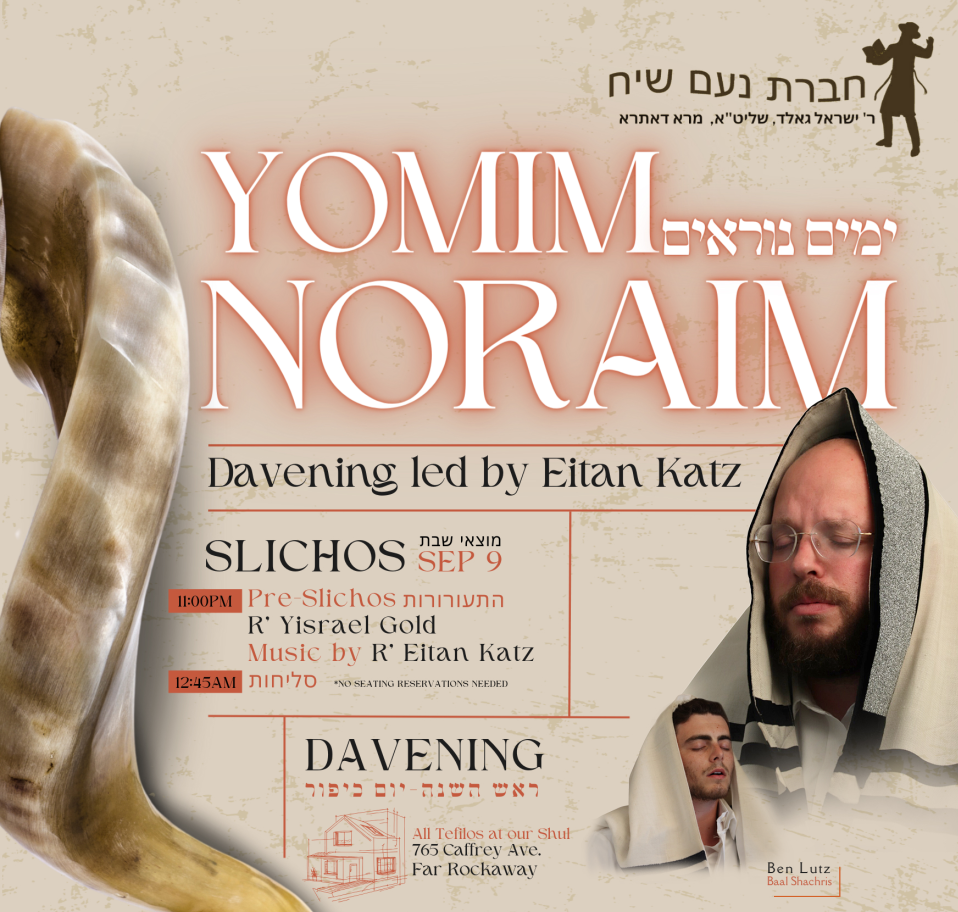 חברת נעם שיח
ר' ישראל גאלד, שליט"א, מרא דאתרא
YOMIM
ימים נוראים
NORAIM
Davening led by Eitan Katz
SLICHOS
מוצאי שבת
SEP 9
11:00PM Pre-Slichos התעורורות
R' Yisrael Gold
Music by R' Eitan Katz
12:45AM סליחות *NO SEATING RESERVATIONS NEEDED
DAVENING
ראש השנה-יום כיפור
All Tefilos at our Shul
765 Caffrey Ave.
Far Rockaway
Ben Lutz
Baal Shachris